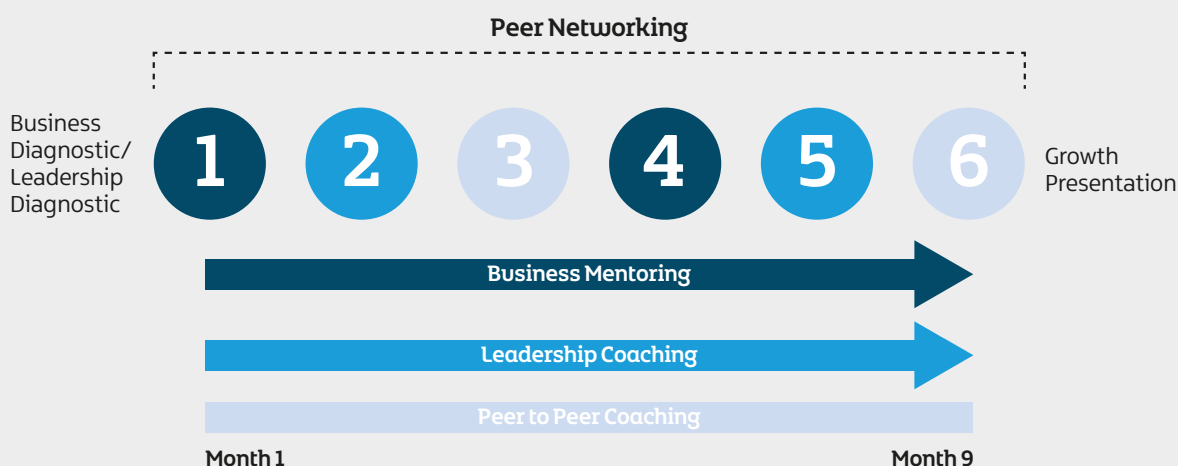 Peer Networking
Business
Diagnostic/
Leadership
Diagnostic
1 2 3 4 5 6
Growth
Presentation
Business Mentoring
Leadership Coaching
Peer to Peer Coaching
Month 1 Month 9